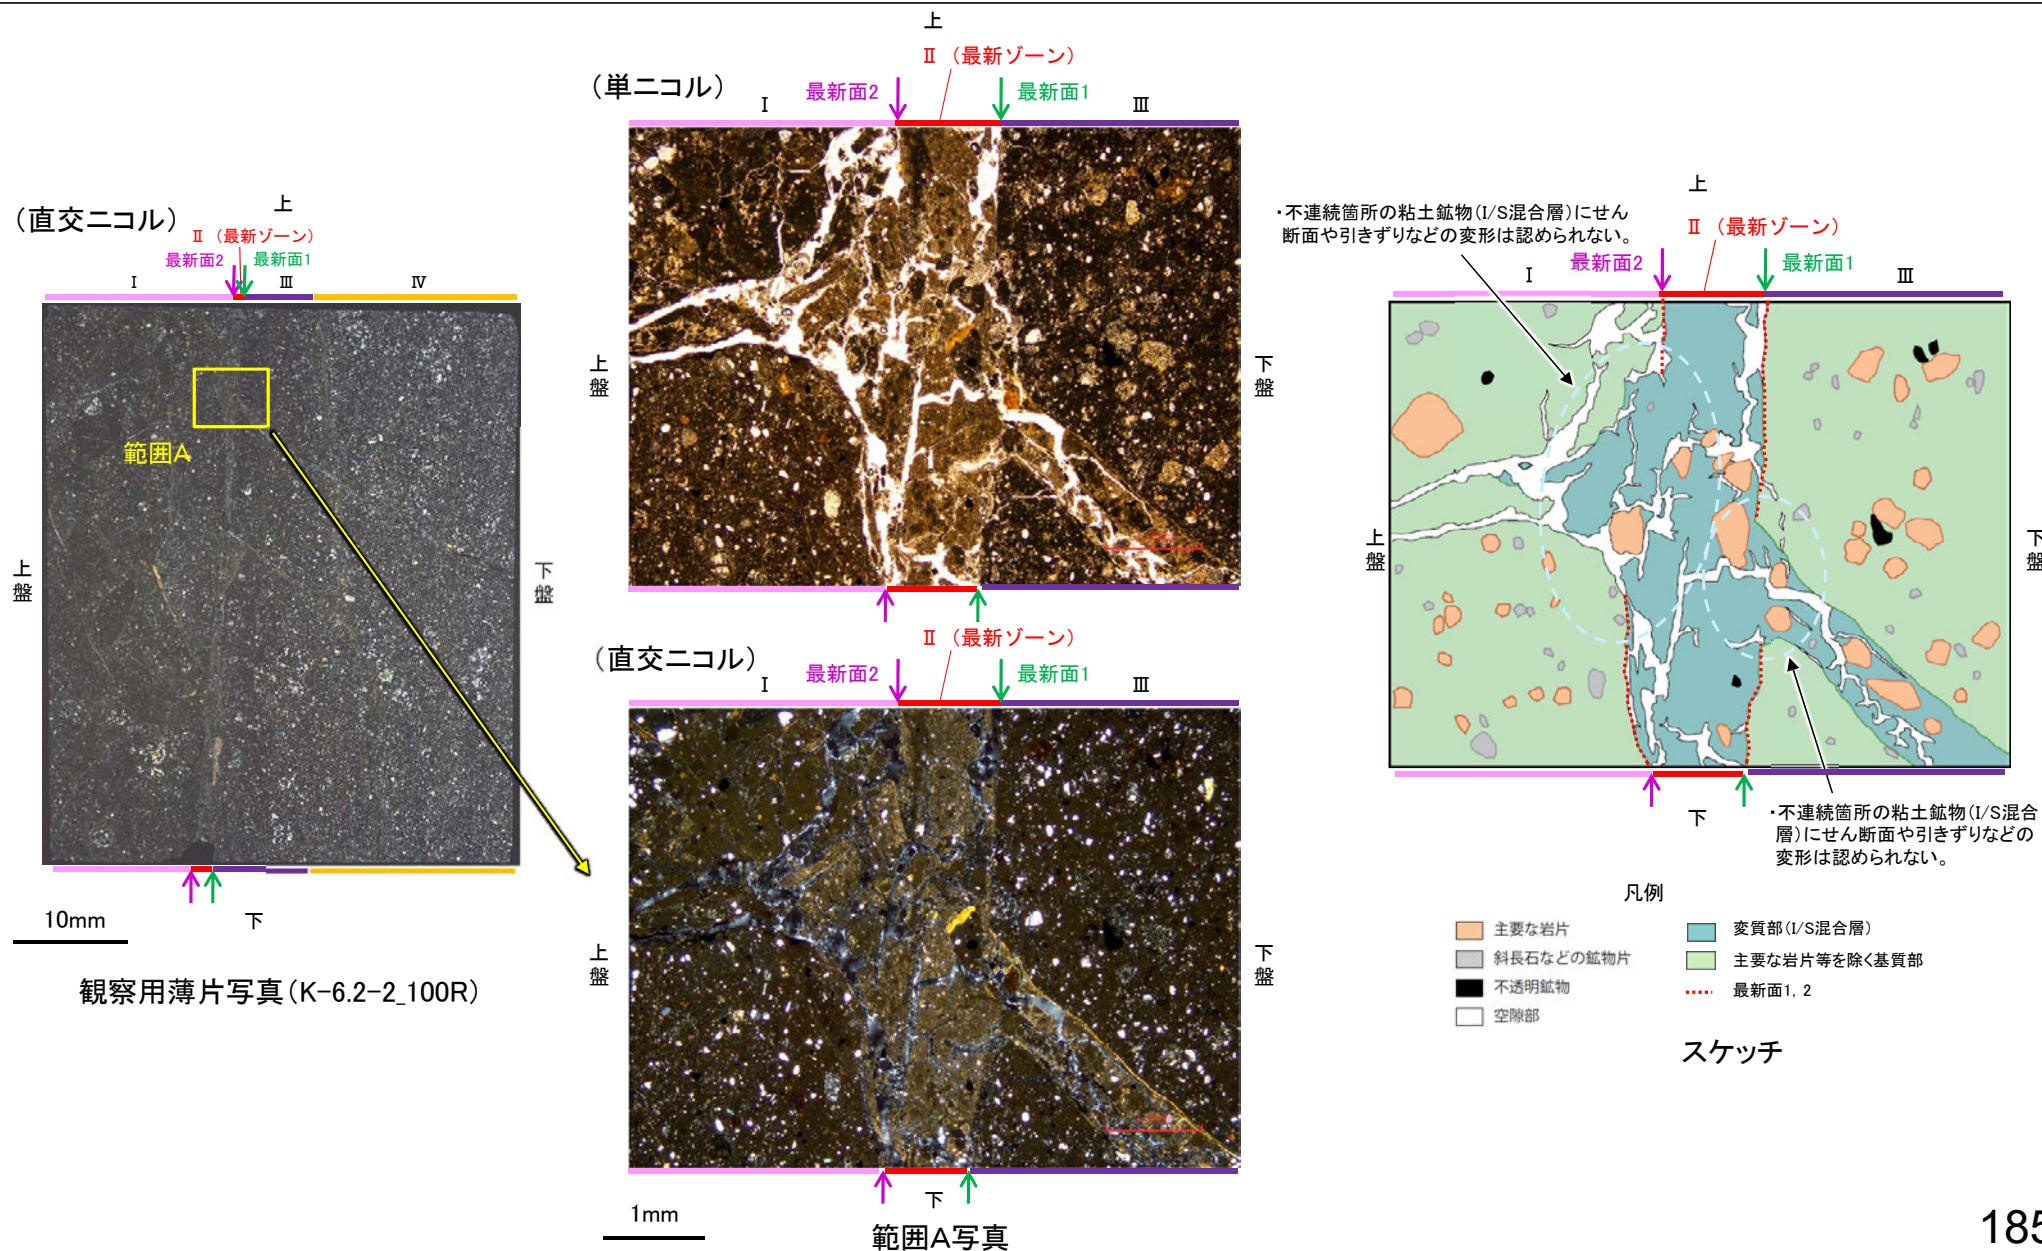 (直交ニコル)
上
Ⅱ (最新ゾーン)
最新面2
最新面1
Ⅰ
Ⅲ
Ⅳ
範囲A
上盤
下盤
下
10mm
観察用薄片写真(K-6.2-2_100R)
上
Ⅱ (最新ゾーン)
(単ニコル)
最新面2
最新面1
Ⅰ
Ⅲ
上盤
下盤
Ⅱ (最新ゾーン)
(直交ニコル)
最新面2
最新面1
Ⅰ
Ⅲ
上盤
下盤
下
1mm
範囲A写真
上
・不連続箇所の粘土鉱物(I/S混合層)にせん
断面や引きずりなどの変形は認められない。
Ⅱ (最新ゾーン)
最新面2
最新面1
Ⅰ
Ⅲ
上盤
下盤
下
・不連続箇所の粘土鉱物(I/S混合
層)にせん断面や引きずりなどの
変形は認められない。
凡例
主要な岩片
斜長石などの鉱物片
不透明鉱物
空隙部
変質部(I/S混合層)
主要な岩片等を除く基質部
最新面1, 2
スケッチ
185